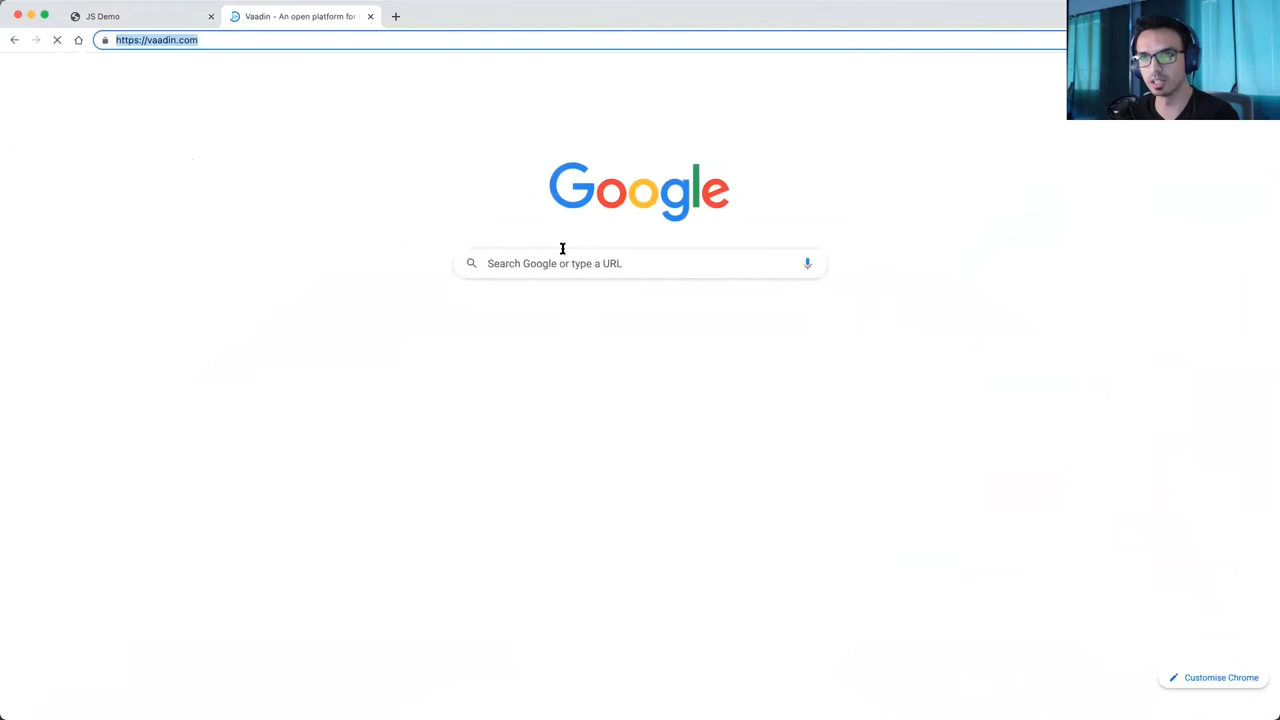 JS Demo
Vaadin - An open platform for
https://vaadin.com
Google
Search Google or type a URL
Customise Chrome